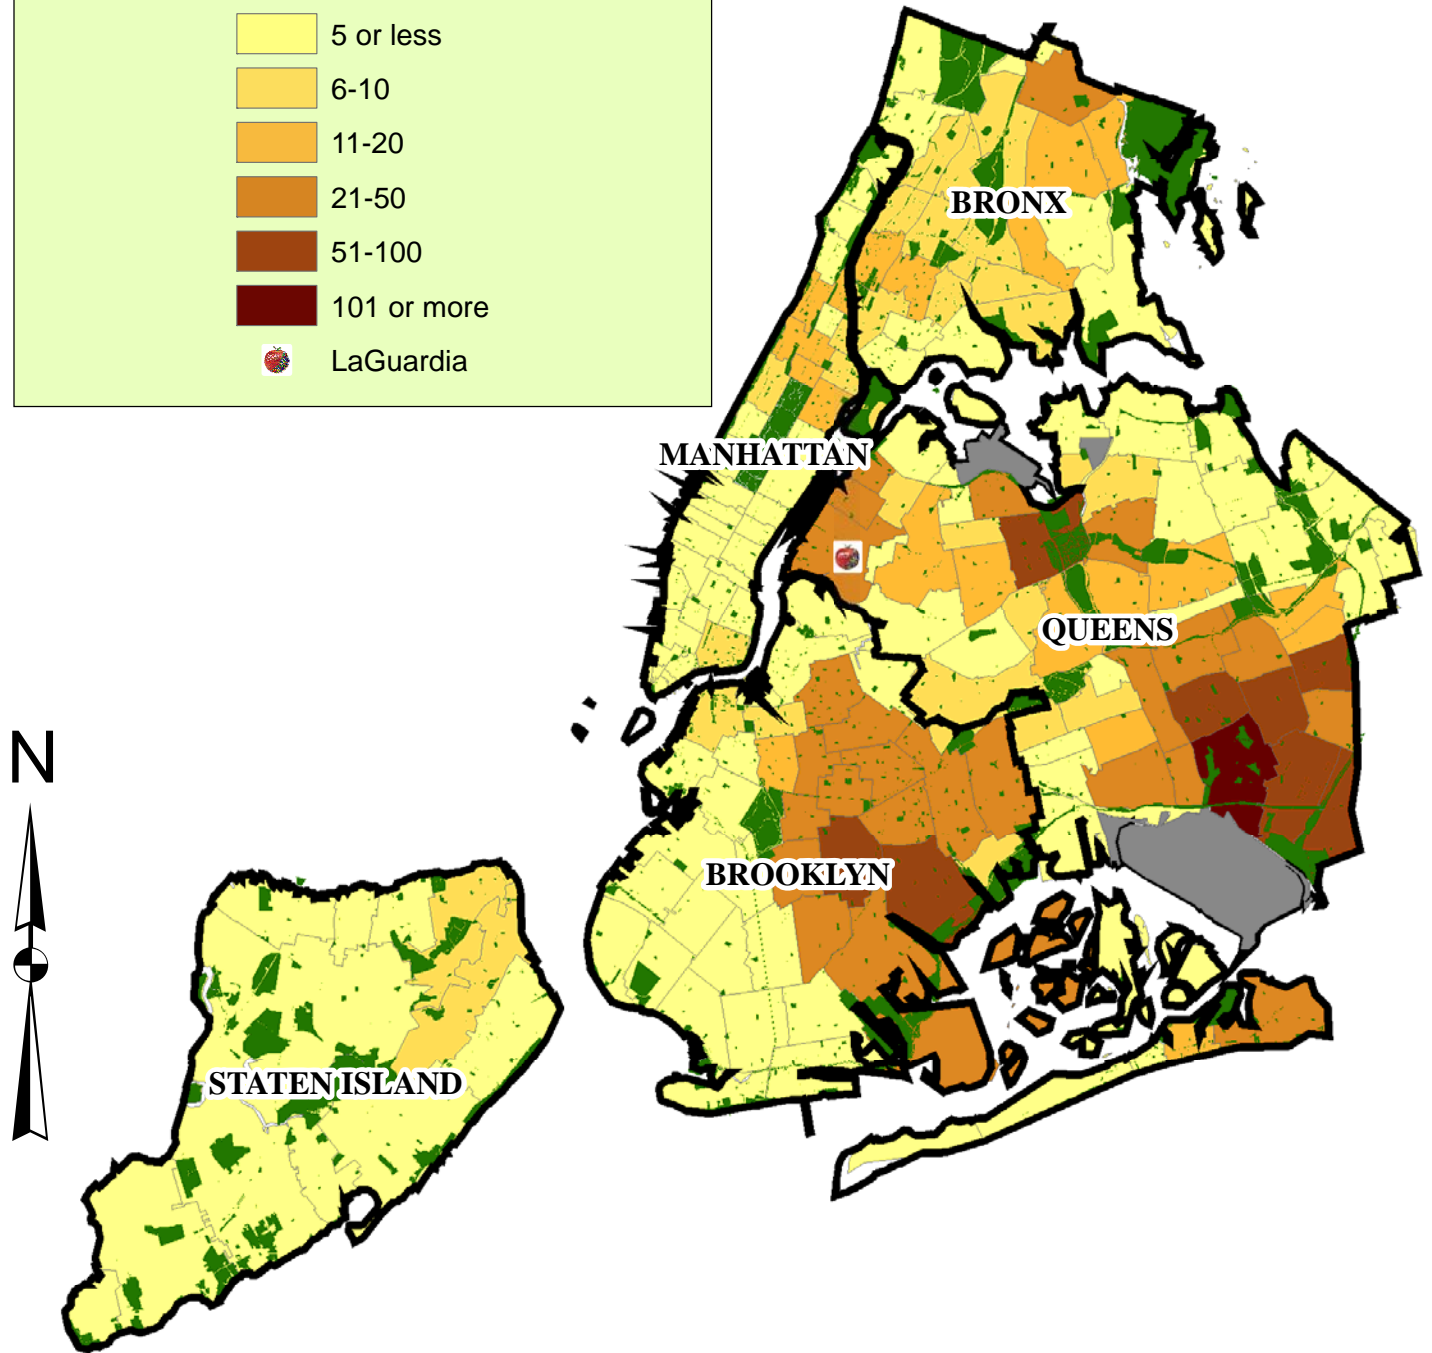 5 or less
6-10
11-20
21-50
51-100
101 or more
LaGuardia
BRONX
MANHATTAN
QUEENS
N
BROOKLYN
STATEN ISLAND